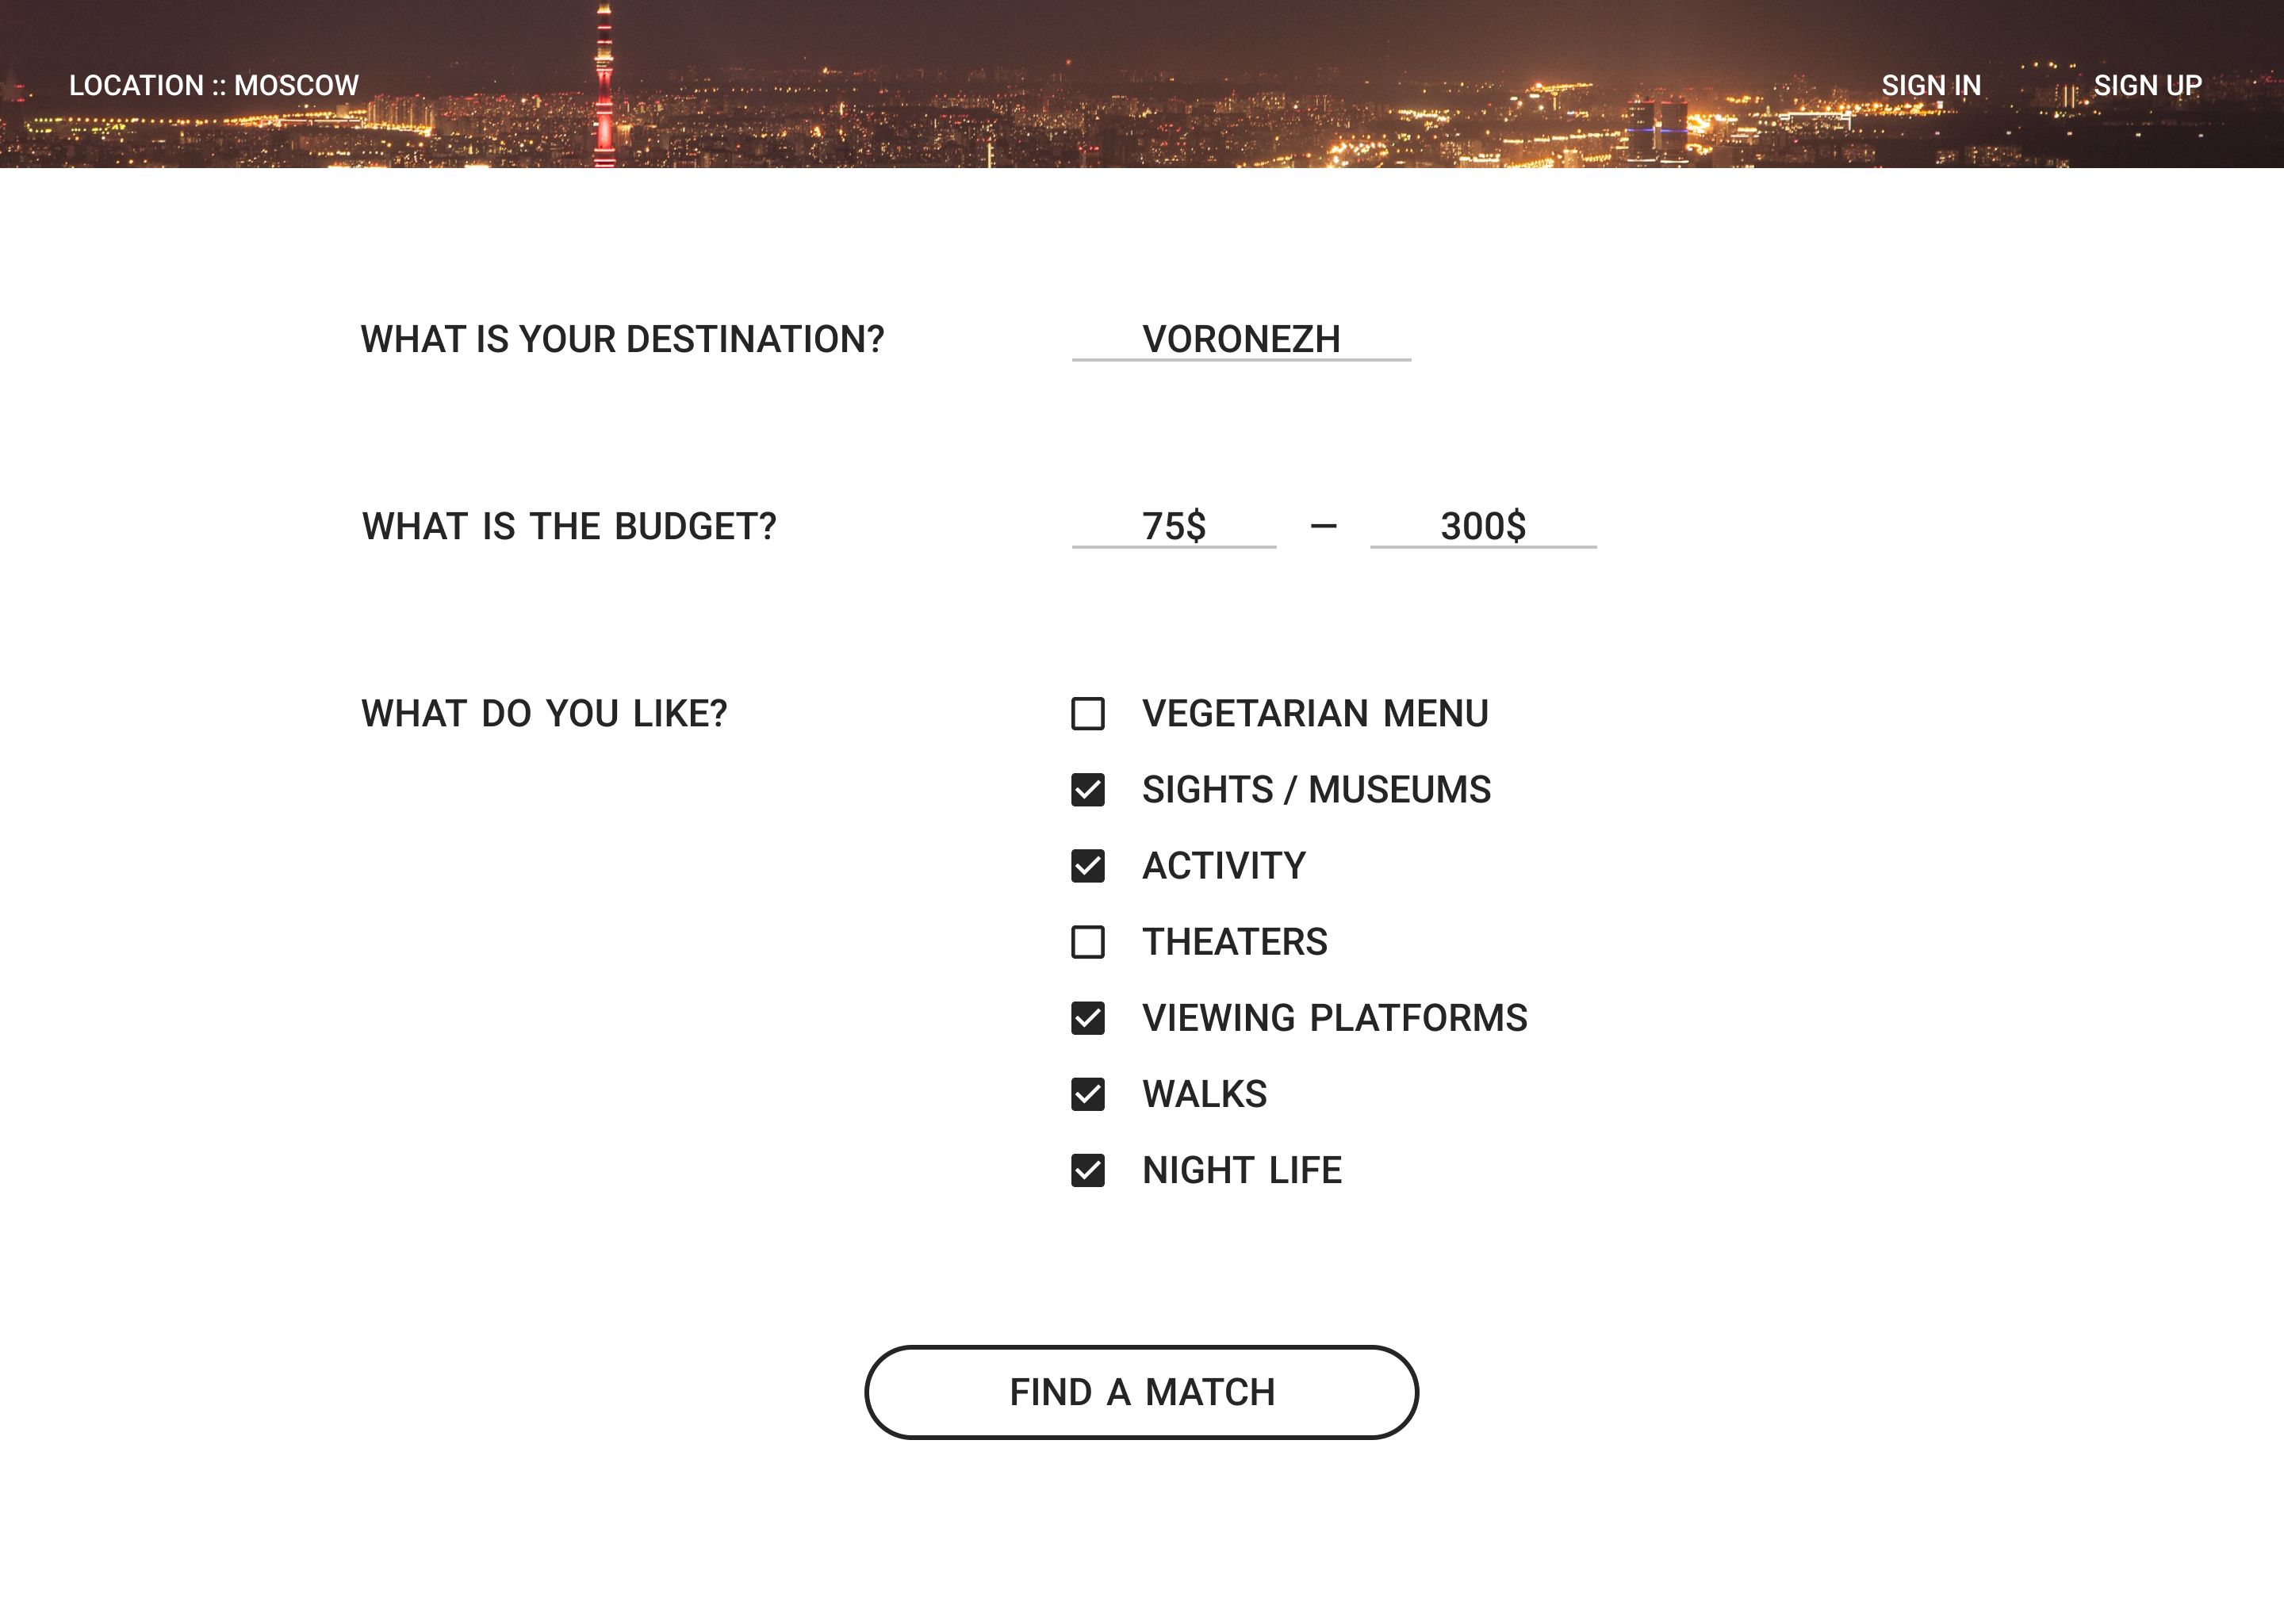 LOCATION :: MOSCOW
SIGN IN
SIGN UP
WHAT IS YOUR DESTINATION?
VORONEZH
WHAT IS THE BUDGET?
75$ – 300$
WHAT DO YOU LIKE?
VEGETARIAN MENU
SIGHTS / MUSEUMS
ACTIVITY
THEATERS
VIEWING PLATFORMS
WALKS
NIGHT LIFE
FIND A MATCH